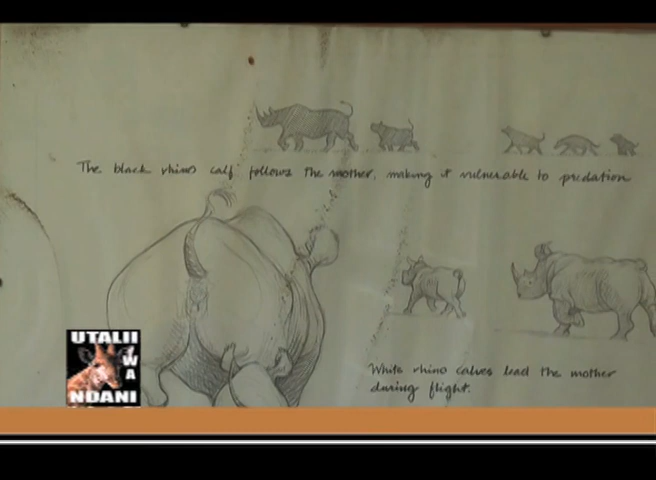 The black rhino calf follows the mother, making it vulnerable to predation
White rhino calves lead the mother
during flight.
UTALII
WA
NDANI